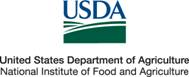 USDA
United States Department of Agriculture
National Institute of Food and Agriculture